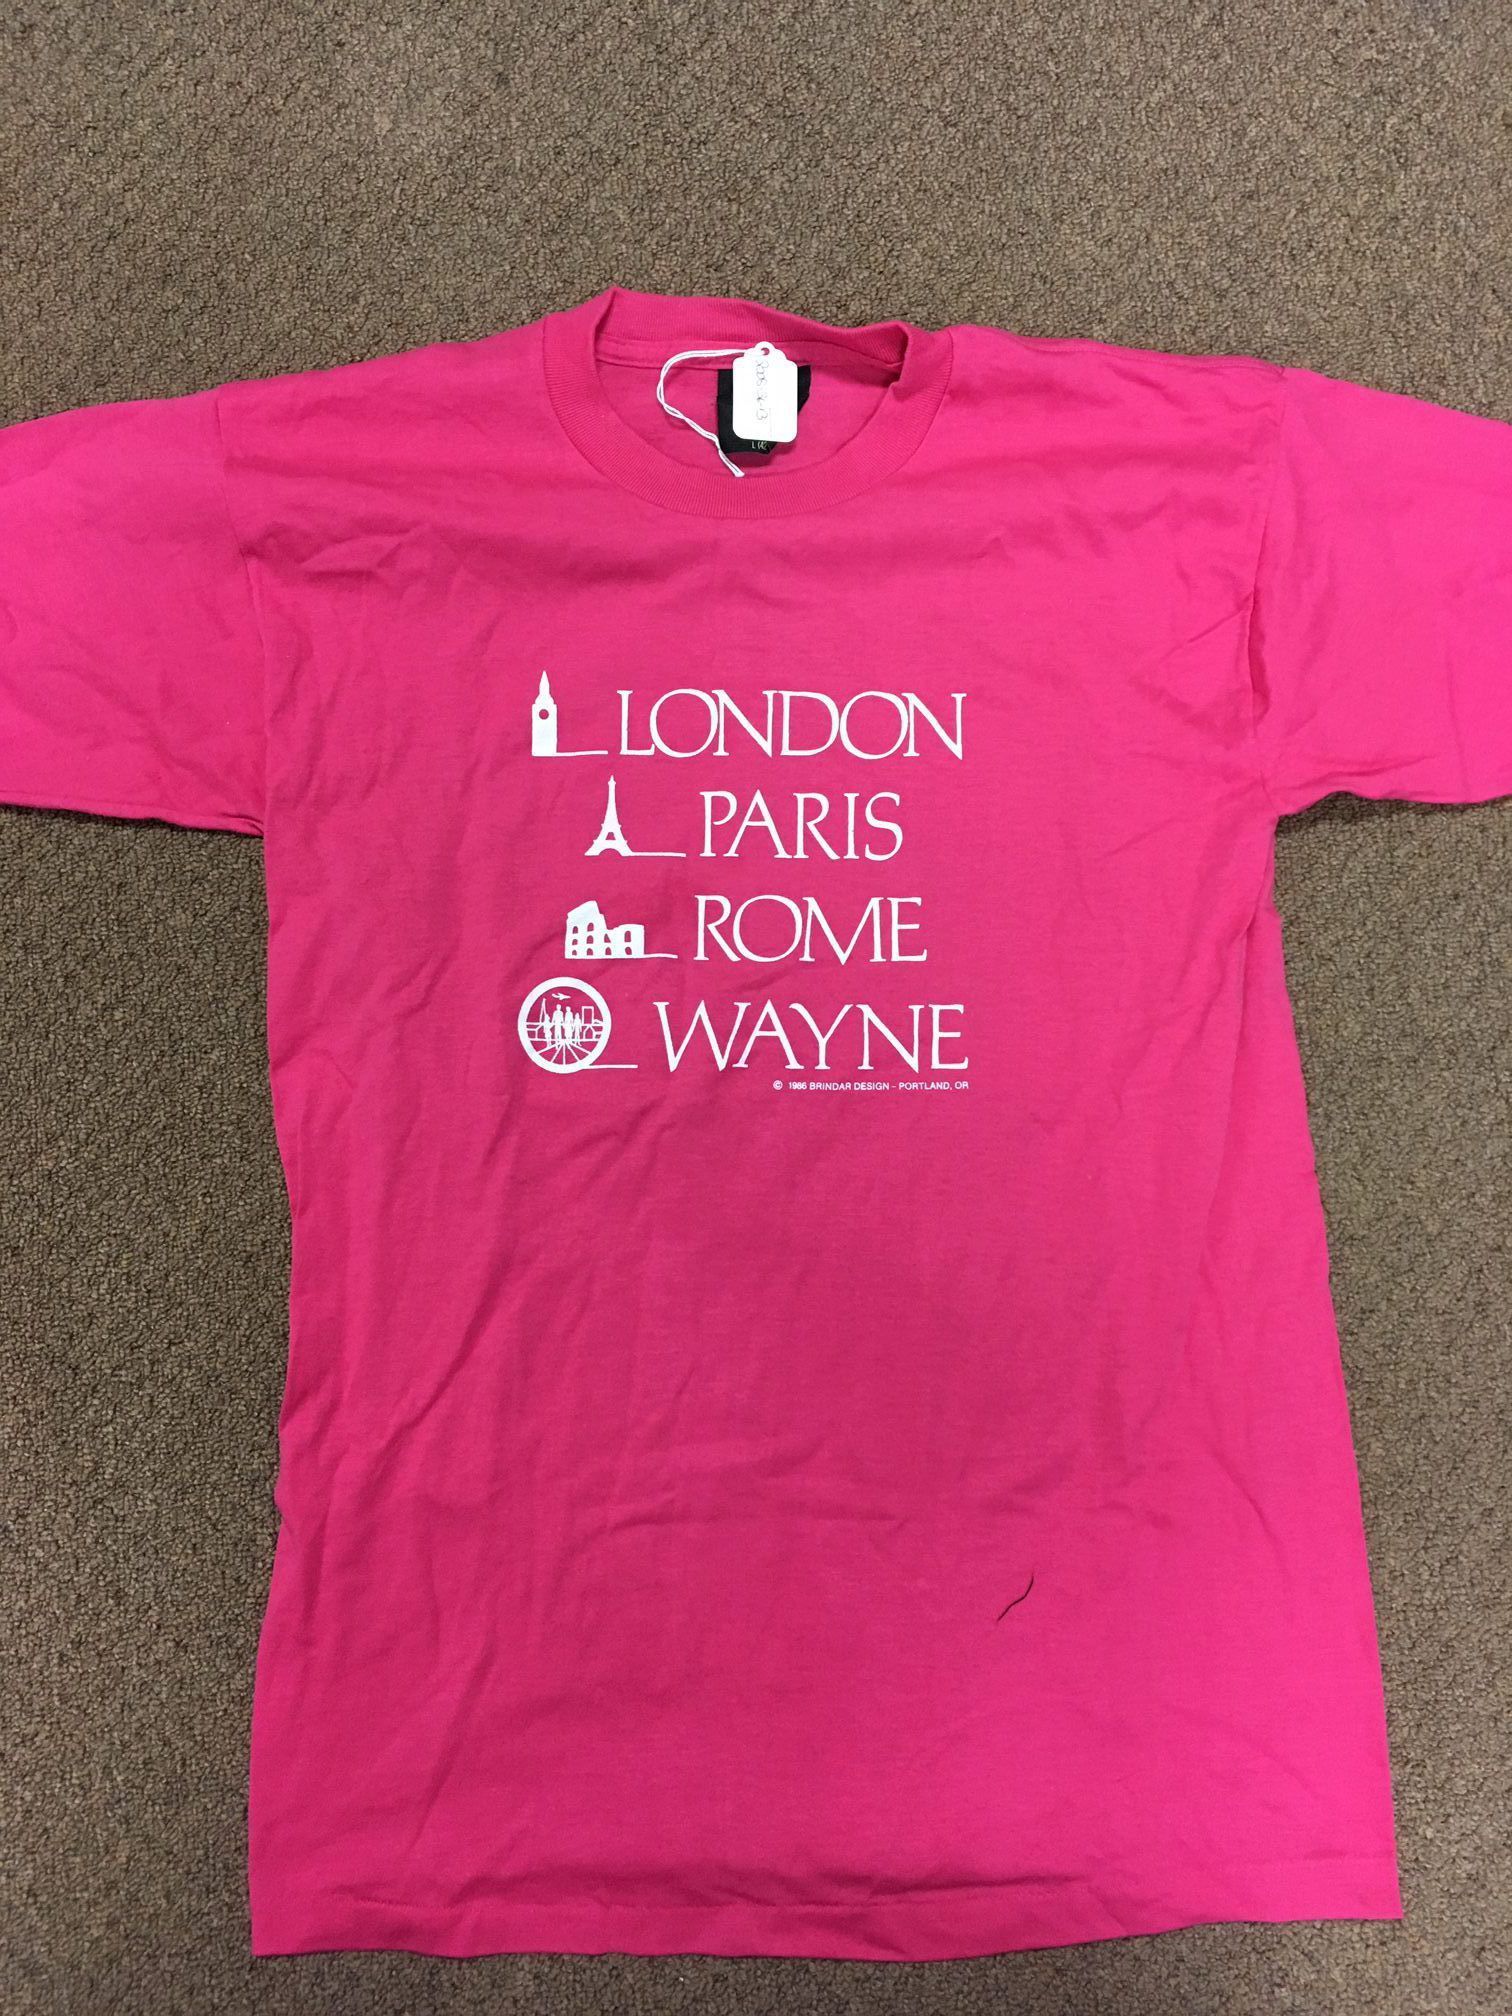 LONDON
PARIS
ROME
WAYNE
© 1986 BRINDAR DESIGN - PORTLAND, OR